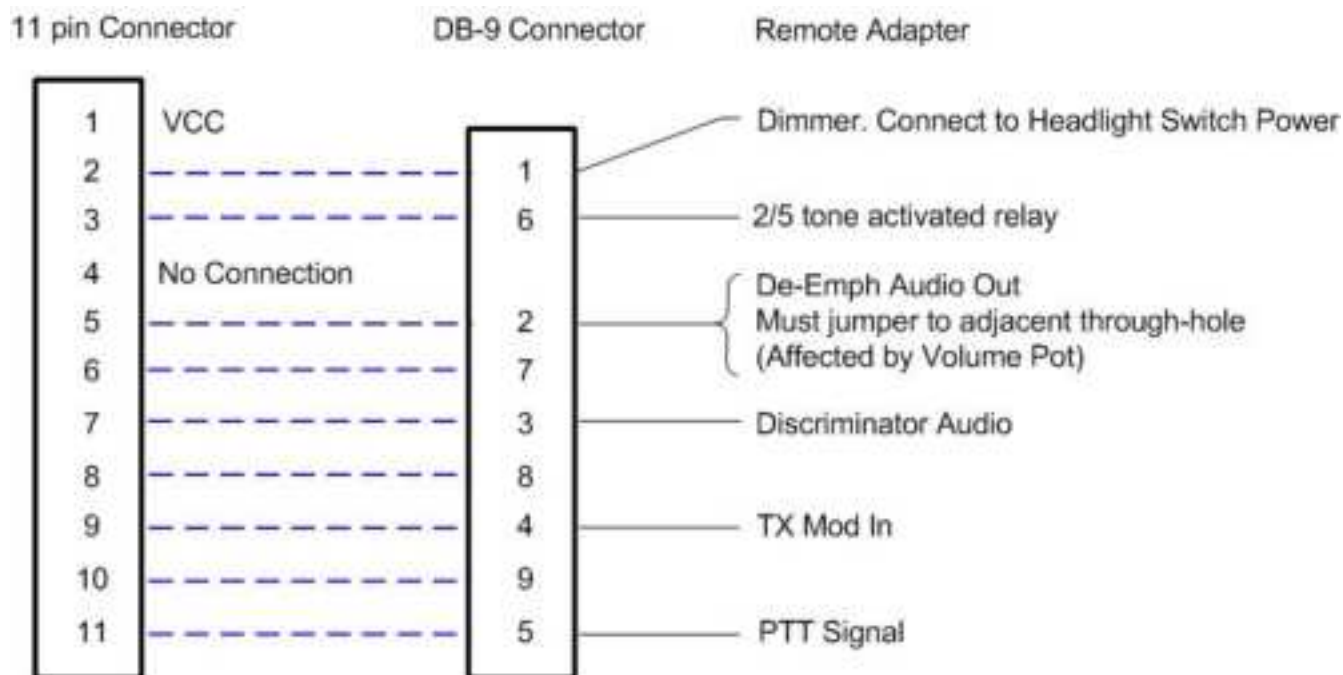 11 pin Connector DB-9 Connector Remote Adapter
1 VCC Dimmer. Connect to Headlight Switch Power
2 1
3 6 2/5 tone activated relay
4 No Connection
De-Emph Audio Out
5 2 Must jumper to adjacent through-hole
(Affected by Volume Pot)
6 7
7 3 Discriminator Audio
8 8
9 4 TX Mod In
10 9
11 5 PTT Signal